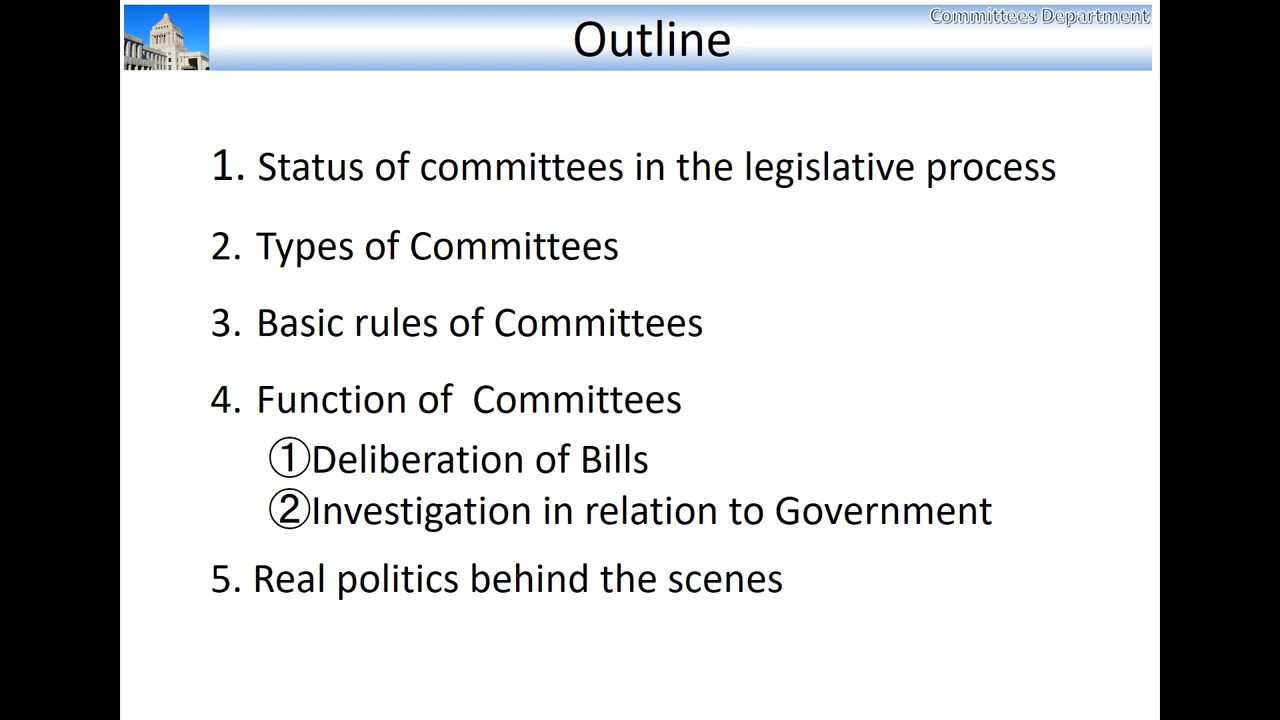 Committees Department
Outline
1. Status of committees in the legislative process
2. Types of Committees
3. Basic rules of Committees
4. Function of  Committees
①Deliberation of Bills
②Investigation in relation to Government
5. Real politics behind the scenes